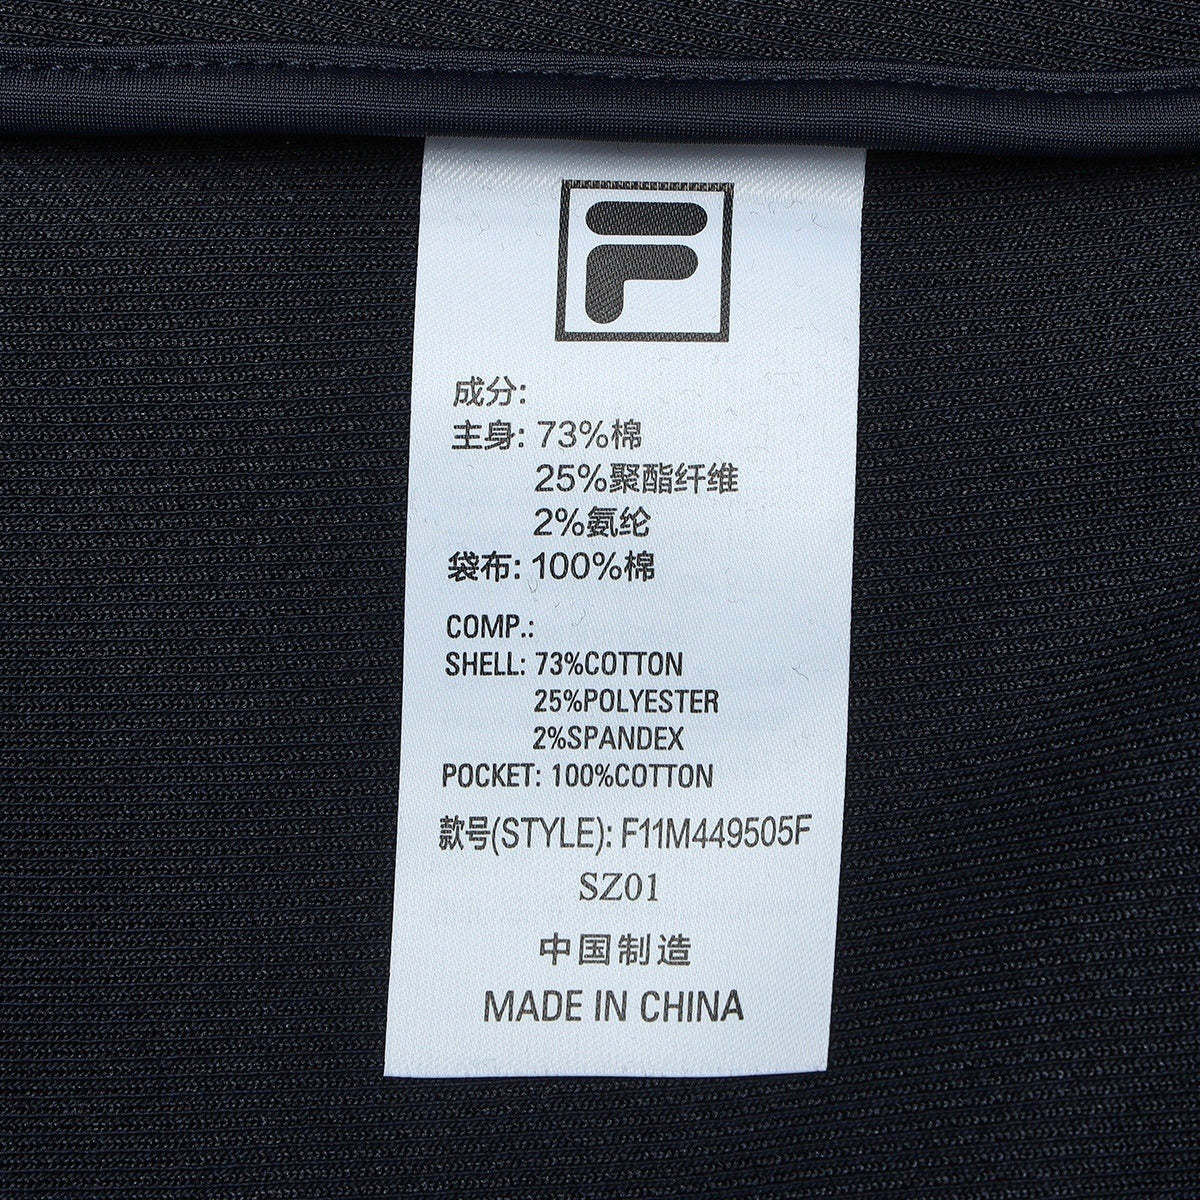 F
成分:
主身: 73%棉
25%聚酯纤维
2%氨纶
袋布: 100%棉
COMP.:
SHELL: 73%COTTON
25%POLYESTER
2%SPANDEX
POCKET: 100%COTTON
款号(STYLE): F11M449505F
SZ01
中国制造
MADE IN CHINA